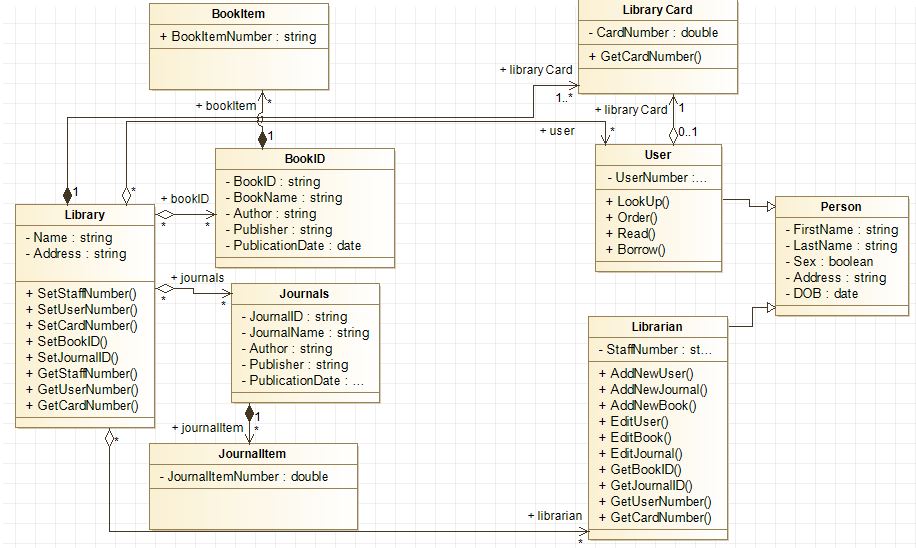 BookItem
+ BookItemNumber : string
Library Card
- CardNumber : double
+ GetCardNumber()
+ library Card
1..*
+ bookItem
*
1
+ library Card
1
0..1
+ user
*
BookID
- BookID : string
- BookName : string
- Author : string
- Publisher : string
- PublicationDate : date
User
- UserNumber :...
+ LookUp()
+ Order()
+ Read()
+ Borrow()
1
*
+ bookID
*
*
Library
- Name : string
- Address : string
+ SetStaffNumber()
+ SetUserNumber()
+ SetCardNumber()
+ SetBookID()
+ SetJournalID()
+ GetStaffNumber()
+ GetUserNumber()
+ GetCardNumber()
Person
- FirstName : string
- LastName : string
- Sex : boolean
- Address : string
- DOB : date
+ journals
*
*
Journals
- JournalID : string
- JournalName : string
- Author : string
- Publisher : string
- PublicationDate : ...
Librarian
- StaffNumber : st...
+ AddNewUser()
+ AddNewJournal()
+ AddNewBook()
+ EditUser()
+ EditBook()
+ EditJournal()
+ GetBookID()
+ GetJournalID()
+ GetUserNumber()
+ GetCardNumber()
1
+ journalItem
*
*
JournalItem
- JournalItemNumber : double
+ librarian
*